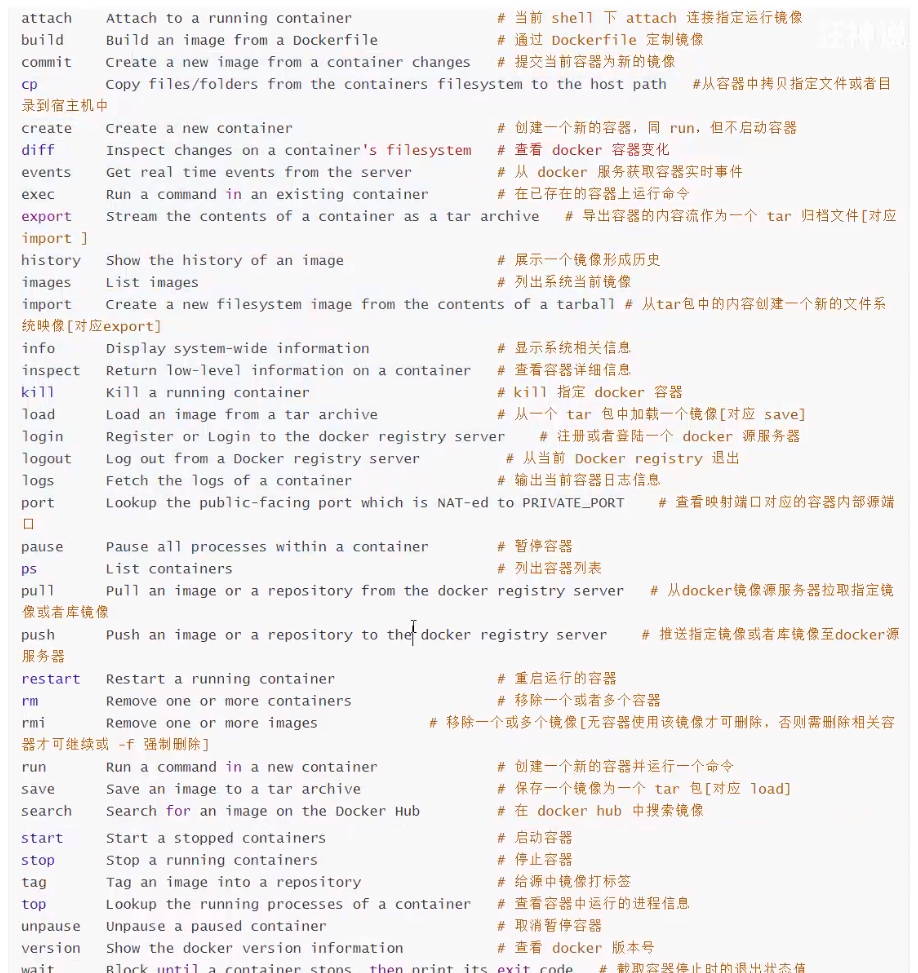 attach    Attach to a running container                 # 当前 shell 下 attach 连接指定运行镜像
狂神说
build     Build an image from a Dockerfile              # 通过 Dockerfile 定制镜像
commit    Create a new image from a container changes   # 提交当前容器为新的镜像
cp        Copy files/folders from the containers filesystem to the host path   #从容器中拷贝指定文件或者目
录到宿主机中
create    Create a new container                        # 创建一个新的容器，同 run，但不启动容器
diff      Inspect changes on a container's filesystem   # 查看 docker 容器变化
events    Get real time events from the server          # 从 docker 服务获取容器实时事件
exec      Run a command in an existing container        # 在已存在的容器上运行命令
export    Stream the contents of a container as a tar archive   # 导出容器的内容流作为一个 tar 归档文件[对应
import ]
history   Show the history of an image                  # 展示一个镜像形成历史
images    List images                                   # 列出系统当前镜像
import    Create a new filesystem image from the contents of a tarball # 从tar包中的内容创建一个新的文件系
统映像[对应export]
info      Display system-wide information               # 显示系统相关信息
inspect   Return low-level information on a container   # 查看容器详细信息
kill      Kill a running container                      # kill 指定 docker 容器
load      Load an image from a tar archive              # 从一个 tar 包中加载一个镜像[对应 save]
login     Register or Login to the docker registry server    # 注册或者登陆一个 docker 源服务器
logout    Log out from a Docker registry server          # 从当前 Docker registry 退出
logs      Fetch the logs of a container                 # 输出当前容器日志信息
port      Lookup the public-facing port which is NAT-ed to PRIVATE_PORT    # 查看映射端口对应的容器内部源端
口
pause     Pause all processes within a container        # 暂停容器
ps        List containers                               # 列出容器列表
pull      Pull an image or a repository from the docker registry server   # 从docker镜像源服务器拉取指定镜
像或者库镜像
push      Push an image or a repository to the docker registry server    # 推送指定镜像或者库镜像至docker源
服务器
restart   Restart a running container                   # 重启运行的容器
rm        Remove one or more containers                 # 移除一个或者多个容器
rmi       Remove one or more images             # 移除一个或多个镜像[无容器使用该镜像才可删除，否则需删除相关容
器才可继续或 -f 强制删除]
run       Run a command in a new container              # 创建一个新的容器并运行一个命令
save      Save an image to a tar archive                # 保存一个镜像为一个 tar 包[对应 load]
search    Search for an image on the Docker Hub         # 在 docker hub 中搜索镜像
start     Start a stopped containers                    # 启动容器
stop      Stop a running containers                     # 停止容器
tag       Tag an image into a repository                # 给源中镜像打标签
top       Lookup the running processes of a container   # 查看容器中运行的进程信息
unpause   Unpause a paused container                    # 取消暂停容器
version   Show the docker version information           # 查看 docker 版本号
wait      Block until a container stops, then print its exit code   # 截取容器停止时的退出状态值